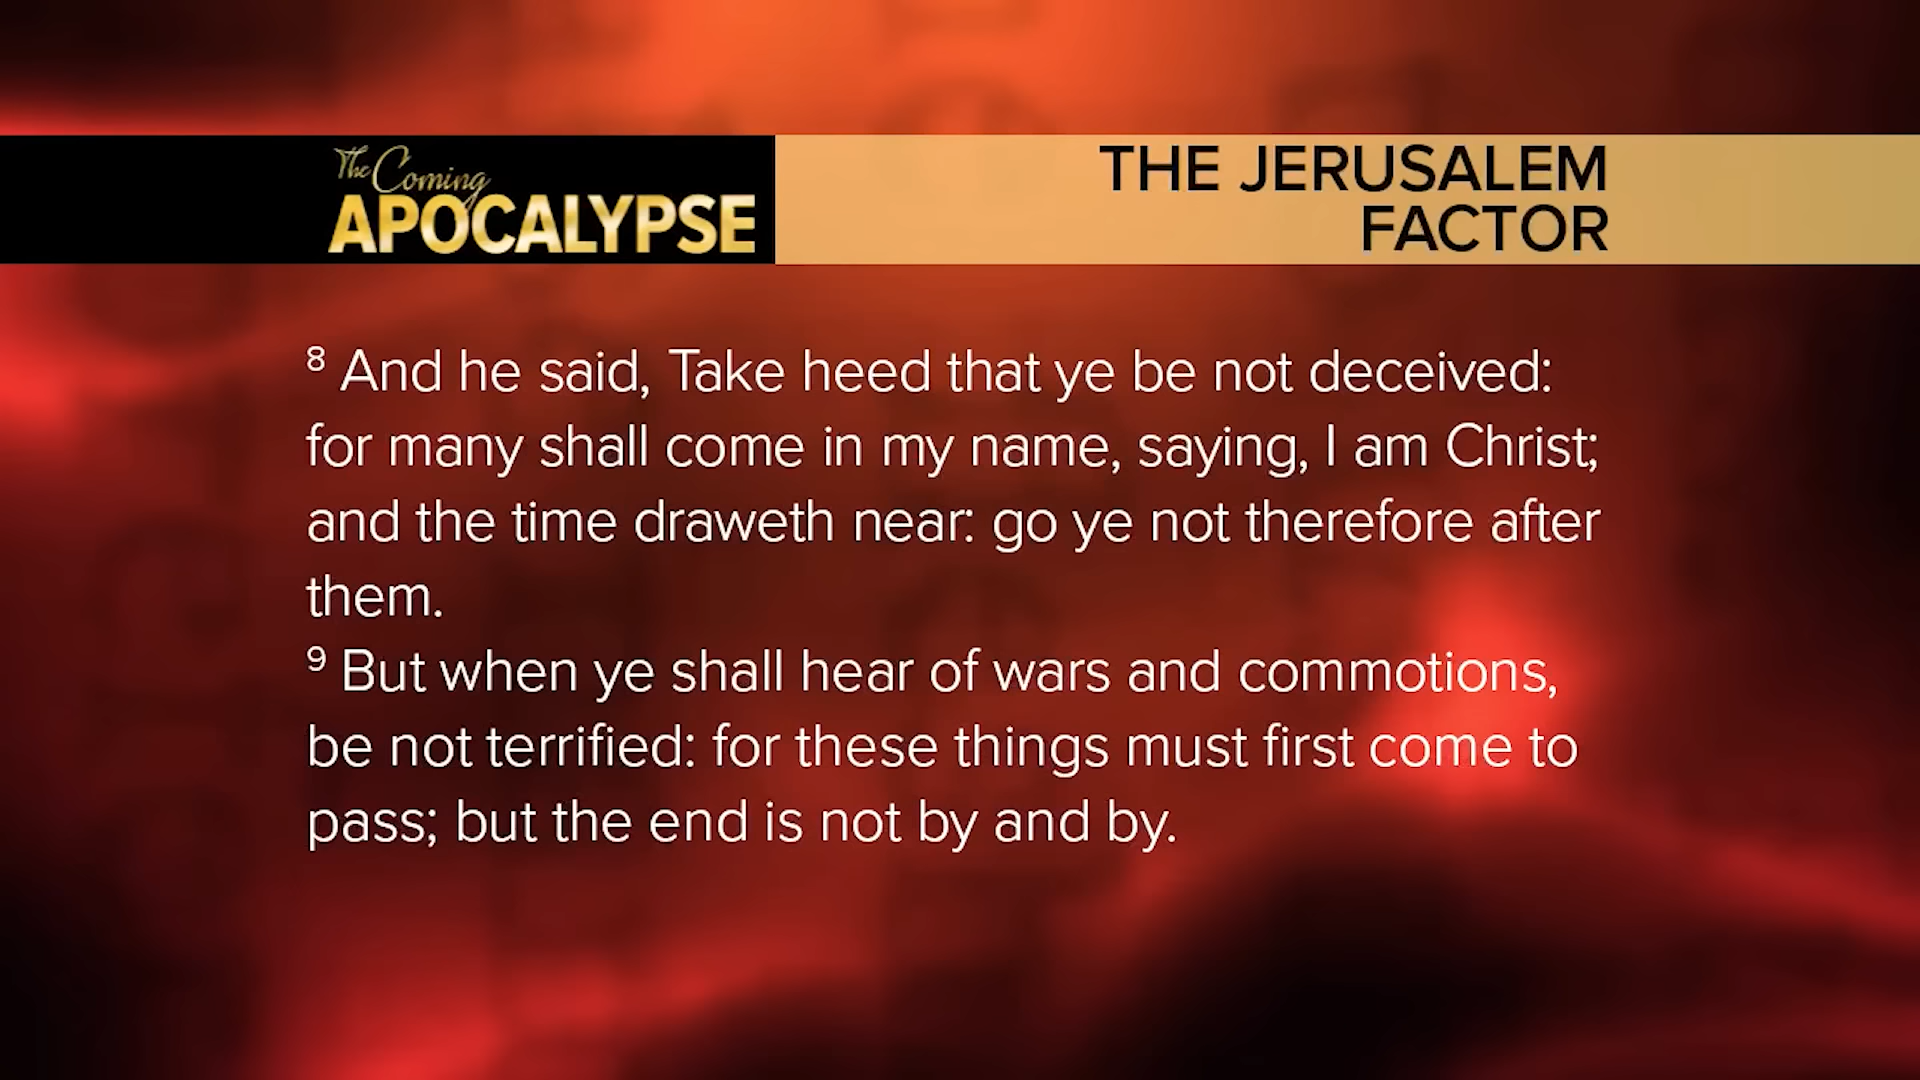 The Coming
APOCALYPSE
THE JERUSALEM
FACTOR
⁸ And he said, Take heed that ye be not deceived:
for many shall come in my name, saying, I am Christ;
and the time draweth near: go ye not therefore after
them.
⁹ But when ye shall hear of wars and commotions,
be not terrified: for these things must first come to
pass; but the end is not by and by.